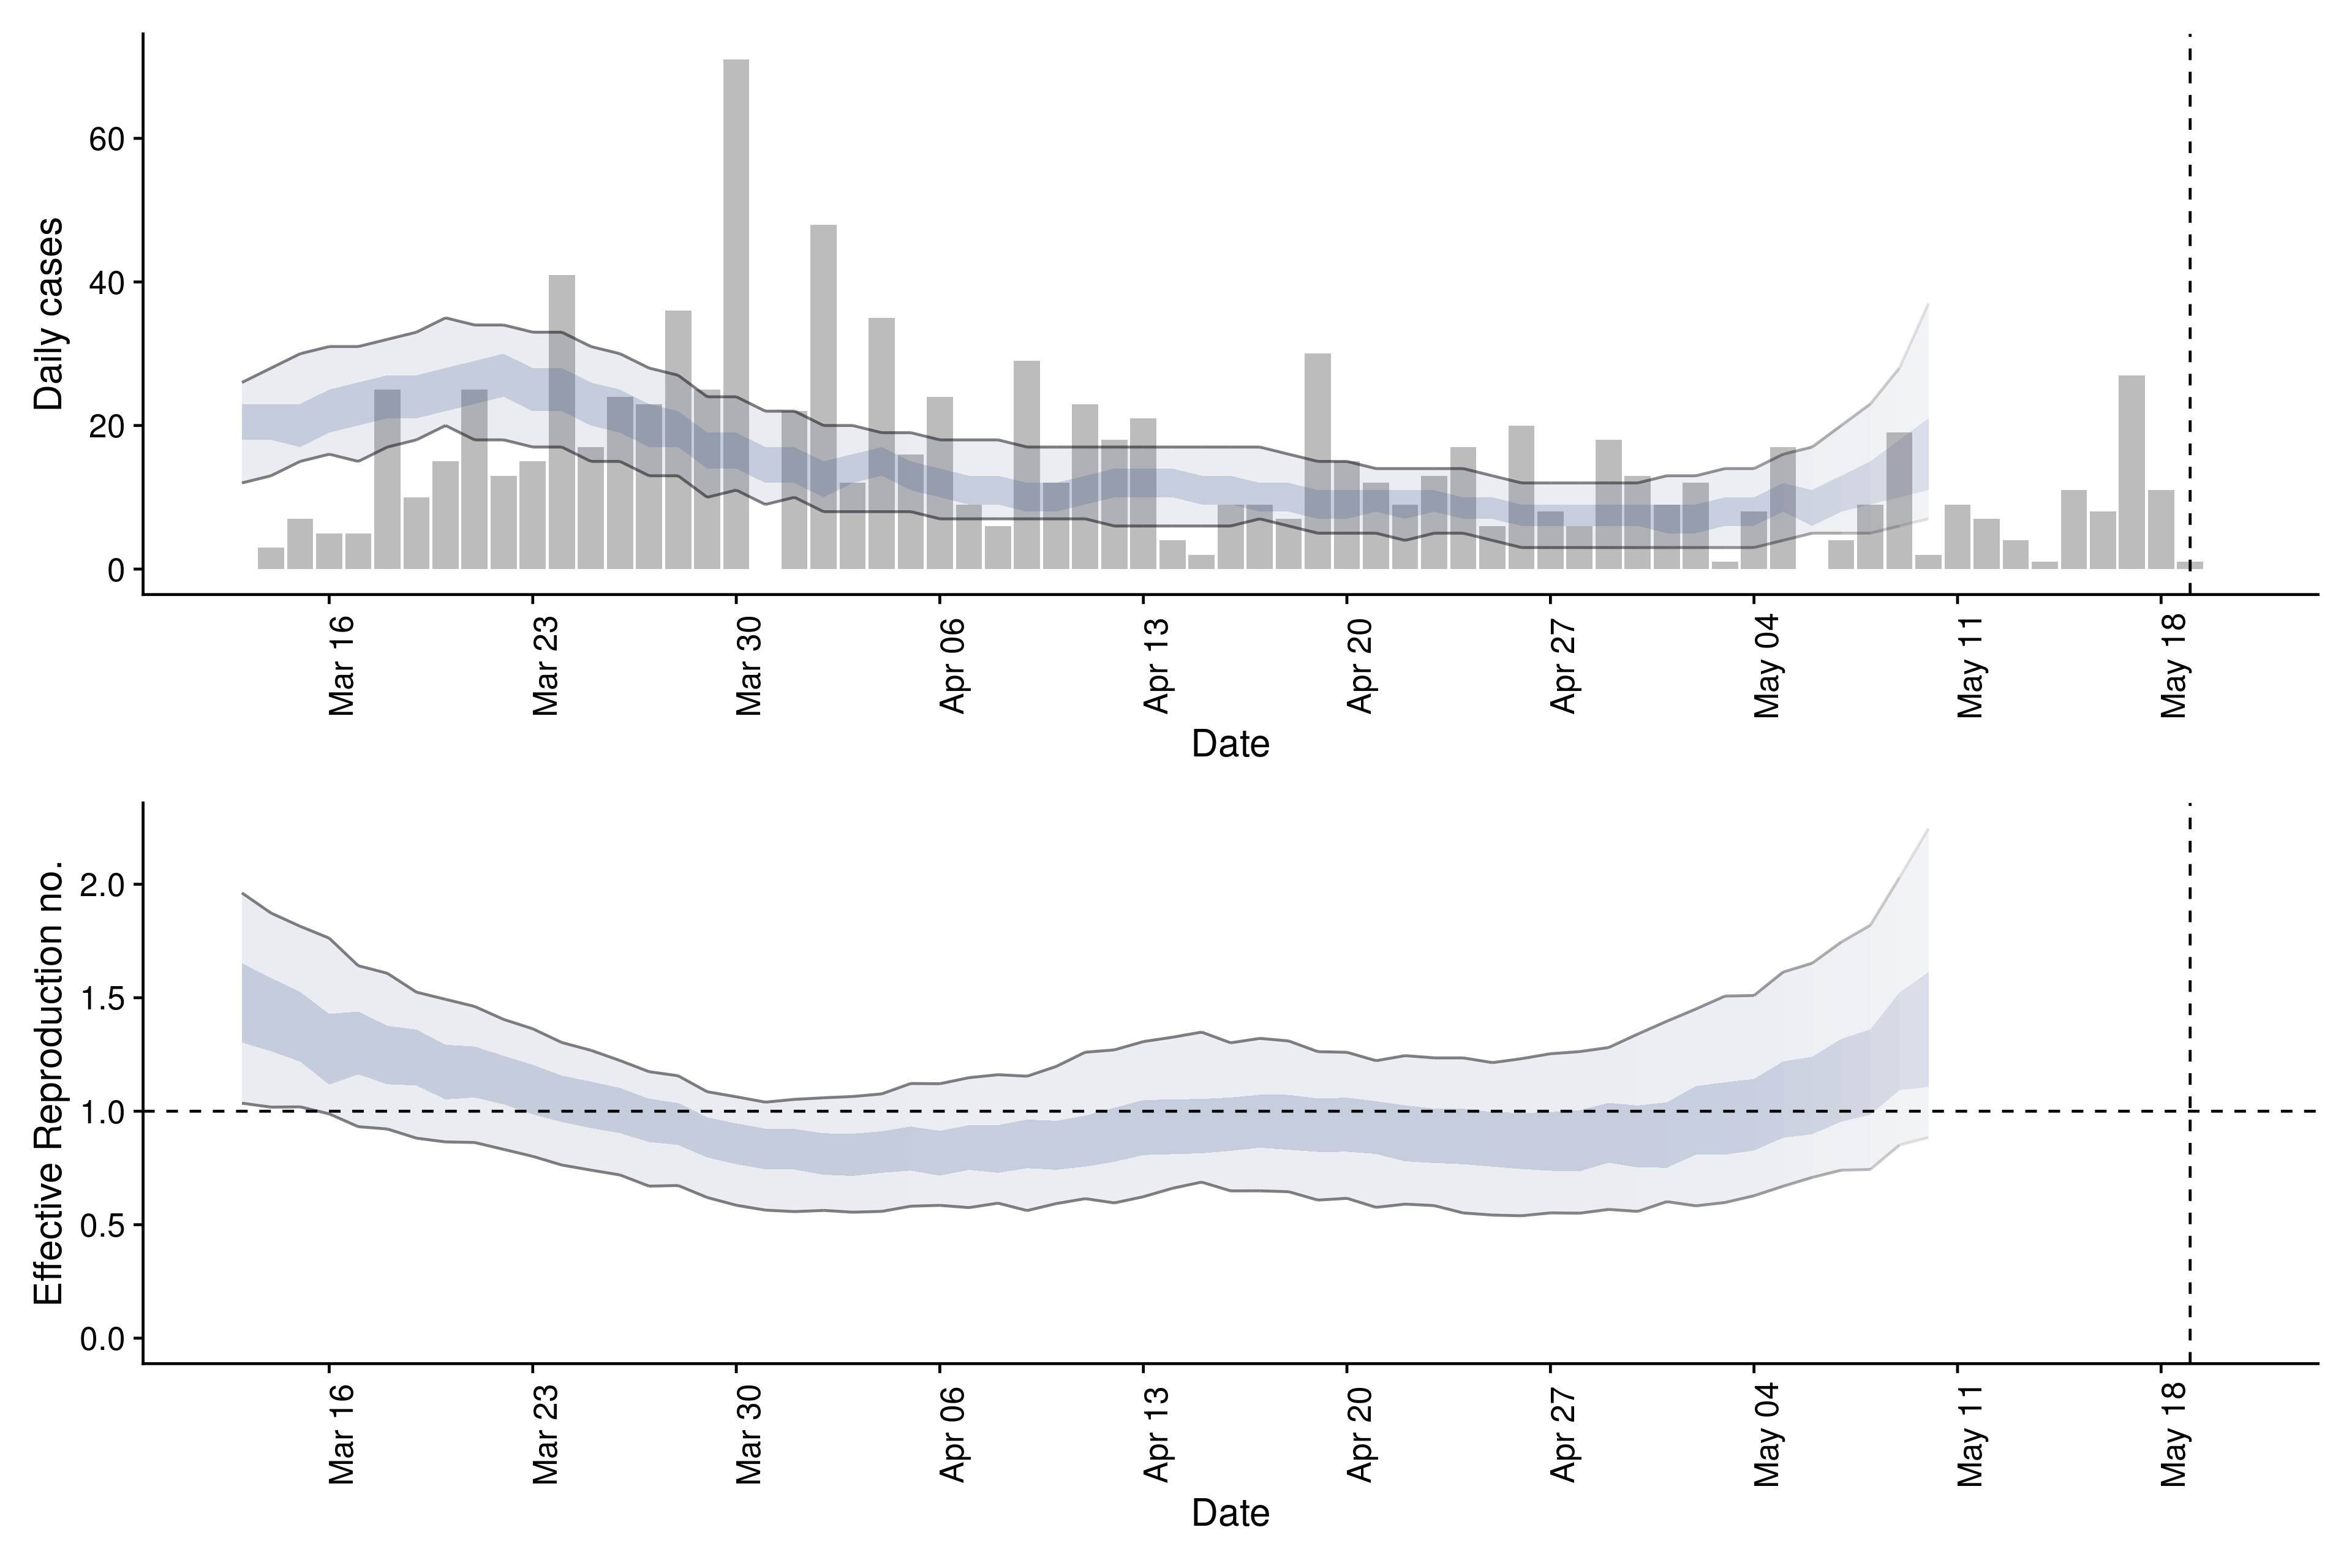 Daily cases
60
40
20
0
Mar 16
Mar 23
Mar 30
Apr 06
Apr 13
Apr 20
Apr 27
May 04
May 11
May 18
Date
Effective Reproduction no.
2.0
1.5
1.0
0.5
0.0
Mar 16
Mar 23
Mar 30
Apr 06
Apr 13
Apr 20
Apr 27
May 04
May 11
May 18
Date